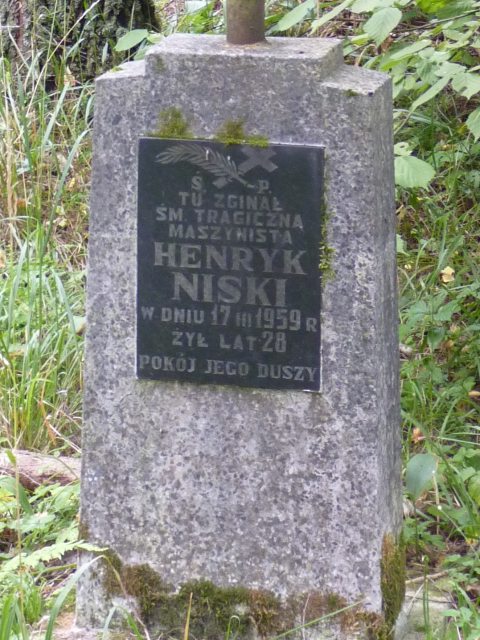 Ś. P.
TU ZGINĄŁ
ŚM. TRAGICZNĄ
MASZYNISTA
HENRYK
NISKI
W DNIU 17 III 1959 R
ŻYŁ LAT 28
POKÓJ JEGO DUSZY